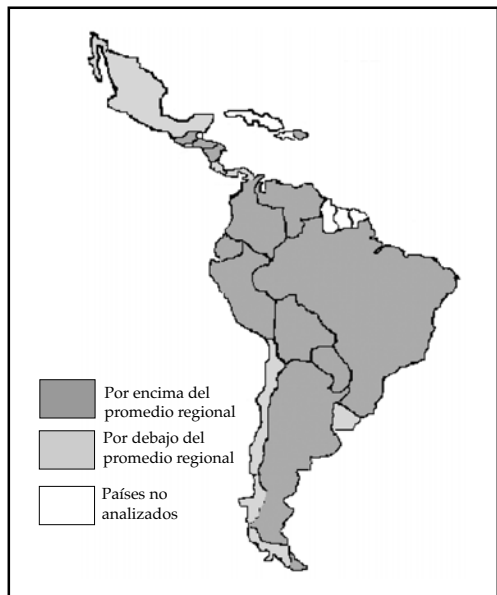 Por encima del
promedio regional
Por debajo del
promedio regional
Países no
analizados